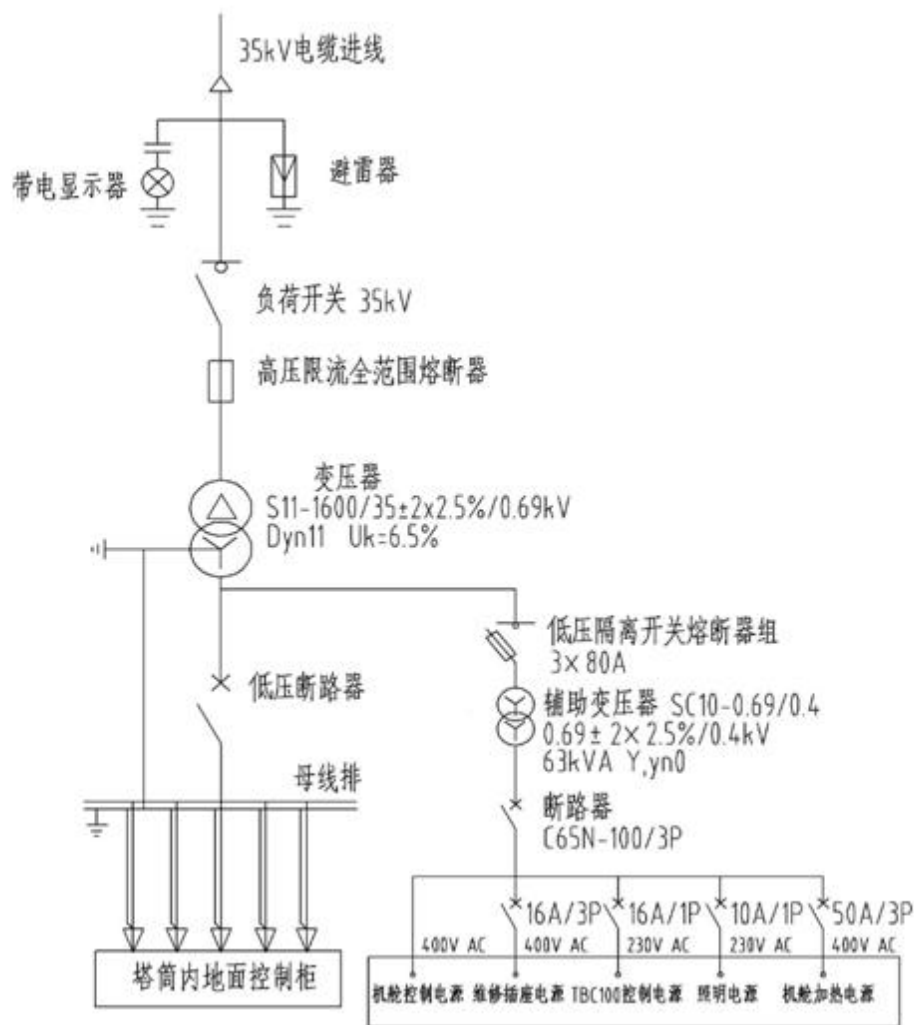 35kV电缆进线
带电显示器
避雷器
负荷开关 35kV
高压限流全范围熔断器
变压器
S11-1600/35±2x2.5%/0.69kV
Dyn11 Uk=6.5%
低压隔离开关熔断器组
3×80A
低压断路器
辅助变压器 SC10-0.69/0.4
0.69±2×2.5%/0.4kV
63kVA Y,yn0
母线排
断路器
C65N-100/3P
16A/3P 16A/1P 10A/1P 50A/3P
400V AC 400V AC 230V AC 230V AC 400V AC
塔筒内地面控制柜
机舱控制电源 维修插座电源 TBC100控制电源 照明电源 机舱加热电源